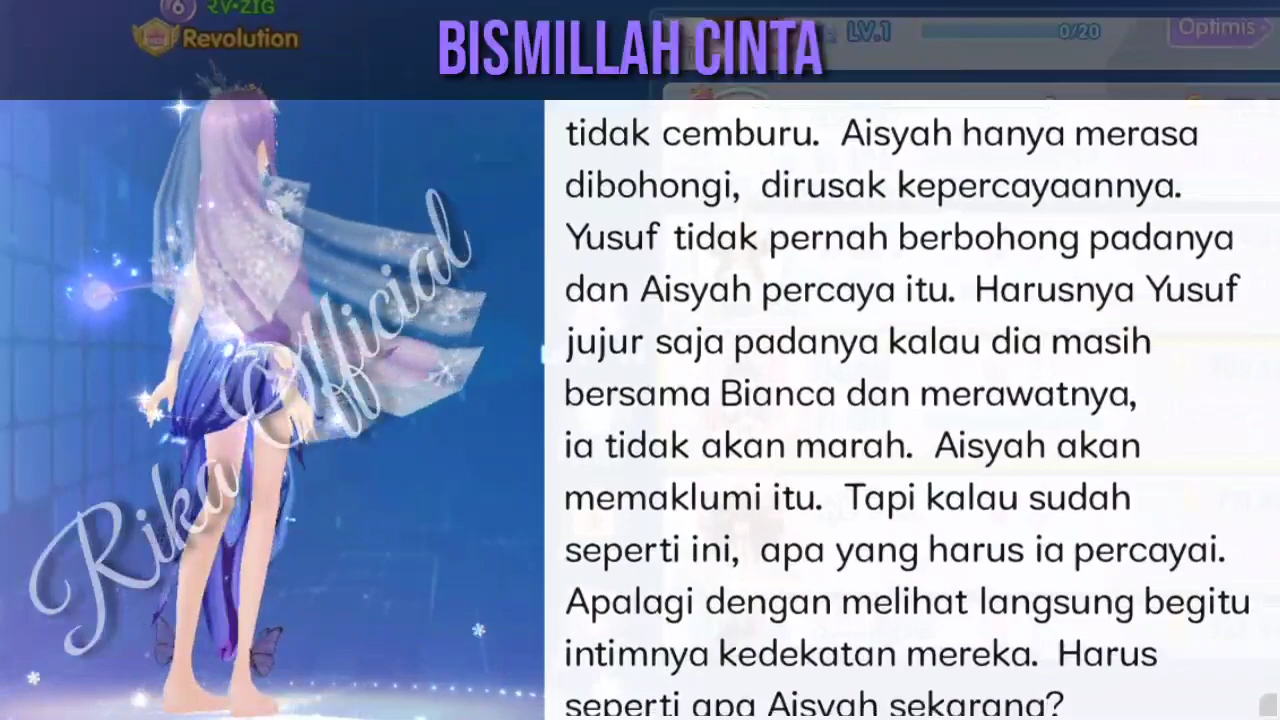 6
RV•ZIG
Revolution
BISMILLAH CINTA
LV.1
0/20
Optimis
tidak cemburu. Aisyah hanya merasa
dibohongi, dirusak kepercayaannya.
Yusuf tidak pernah berbohong padanya
dan Aisyah percaya itu. Harusnya Yusuf
jujur saja padanya kalau dia masih
bersama Bianca dan merawatnya,
ia tidak akan marah. Aisyah akan
memaklumi itu. Tapi kalau sudah
seperti ini, apa yang harus ia percayai.
Apalagi dengan melihat langsung begitu
intimnya kedekatan mereka. Harus
seperti apa Aisyah sekarang?
Rika Official